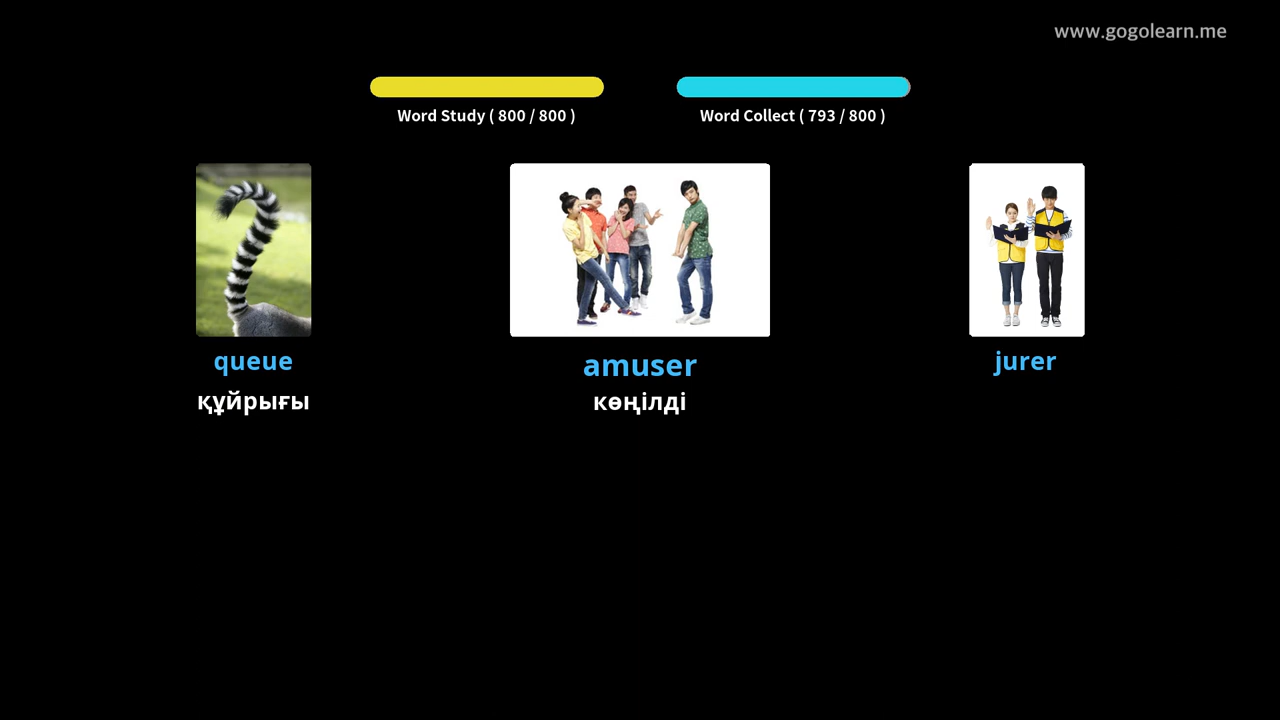 www.gogolearn.me
Word Study ( 800 / 800 )
Word Collect ( 793 / 800 )
queue
amuser
jurer
құйрығы
көңілді